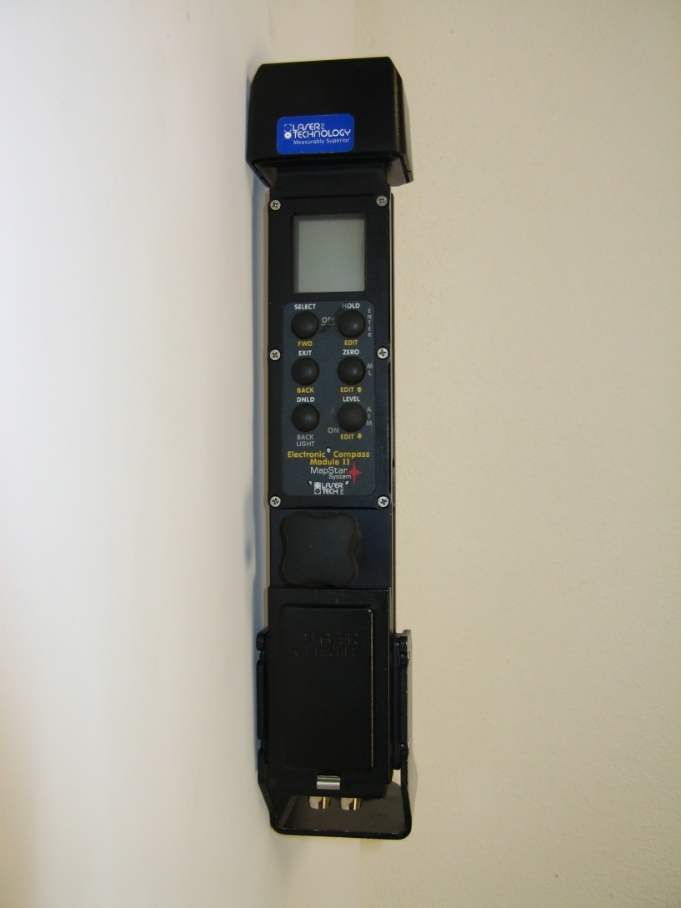 LASER
TECHNOLOGY
Measurably Superior
SELECT HOLD
OFF
ENTER
FWD EDIT
EXIT ZERO
ML
BACK EDIT
DNLD LEVEL
AIM
ON
BACK
LIGHT
EDIT
Electronic Compass
Module II
MapStar
System
LASER
TECH